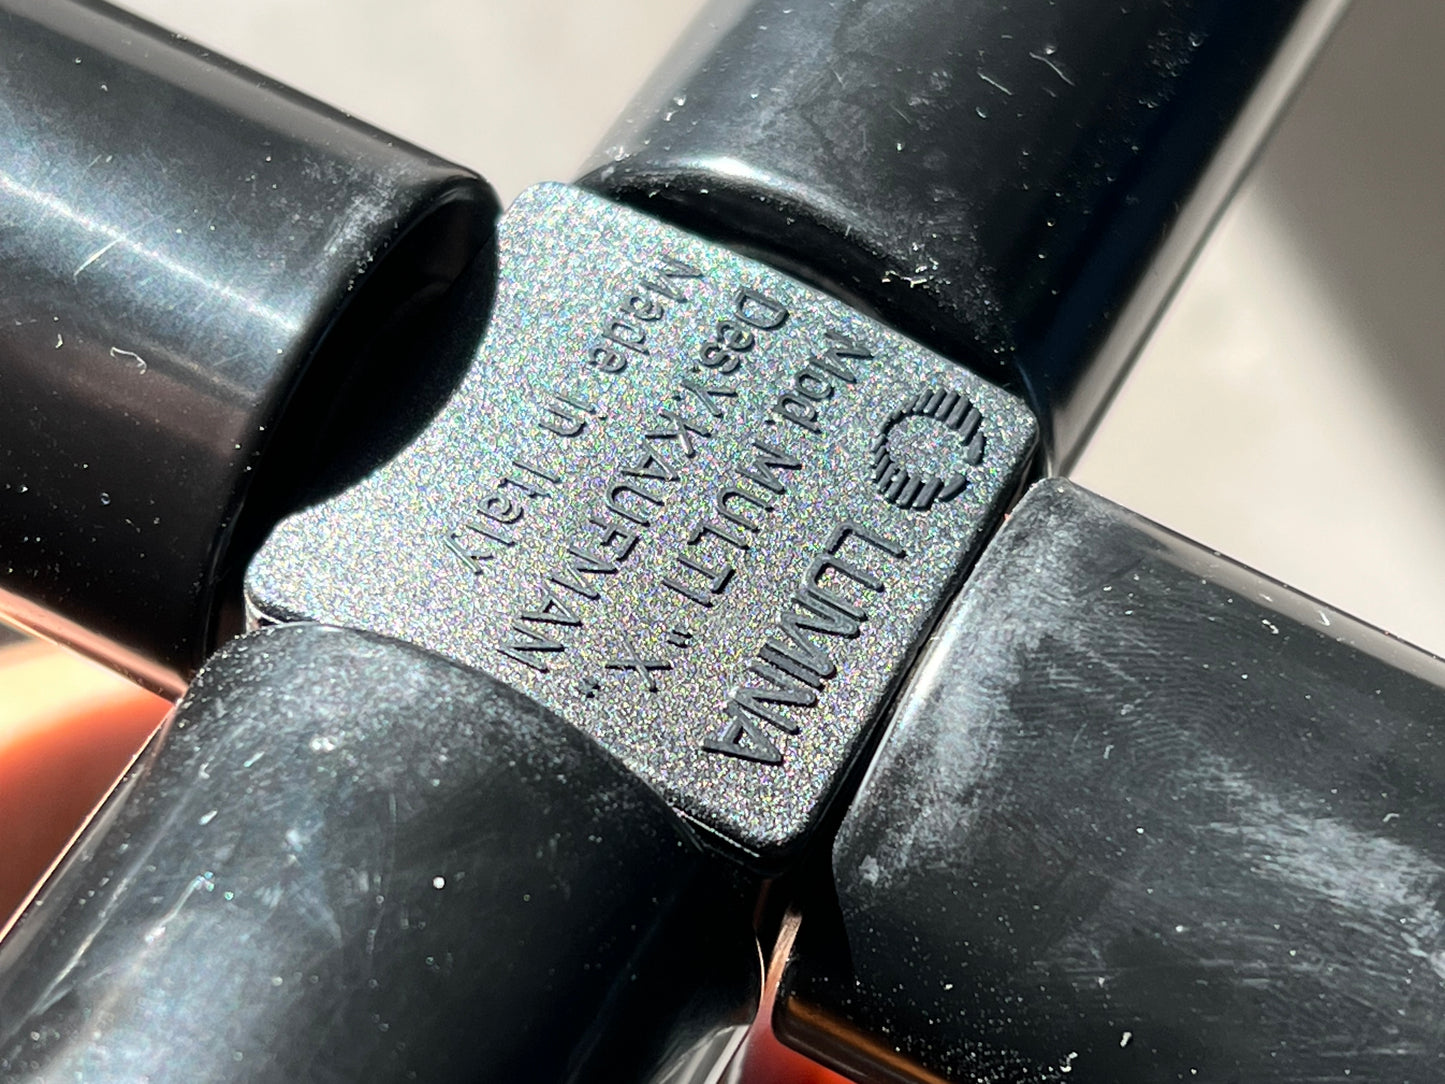 LUMINA
Mod.MULTI "X"
Des.Y.KAUFMAN
Made in Italy